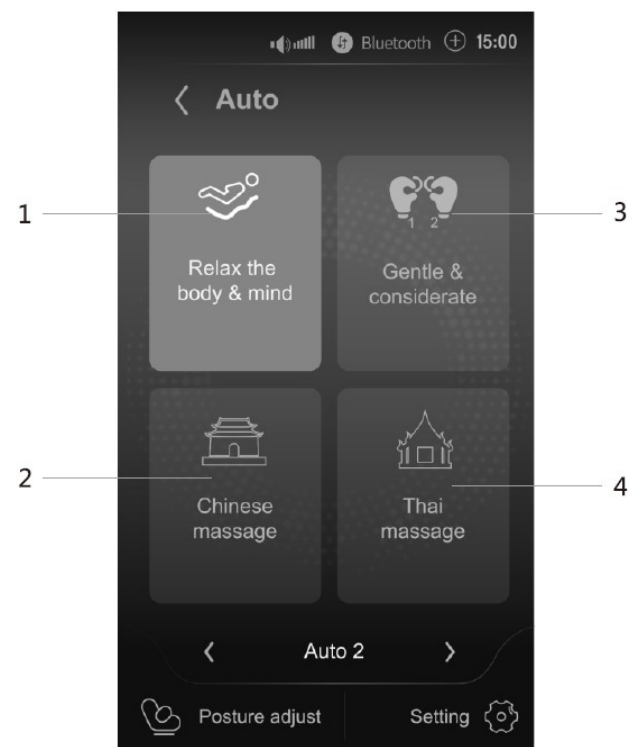 Bluetooth 15:00
Auto
1
Relax the
body & mind
3
1 2
Gentle &
considerate
2
Chinese
massage
4
Thai
massage
Auto 2
Posture adjust
Setting